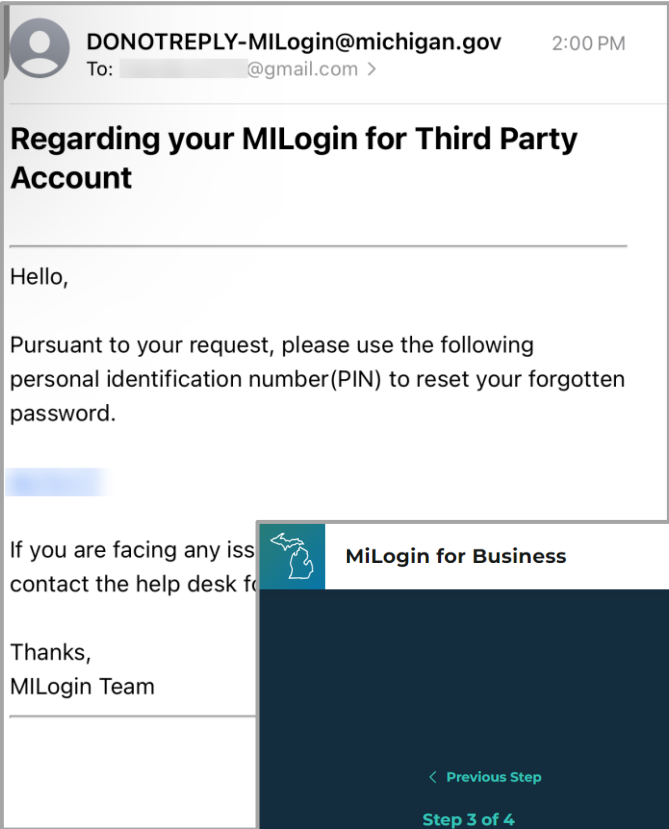 DONOTREPLY-MILogin@michigan.gov 2:00 PM
To: @gmail.com >
Regarding your MILogin for Third Party
Account
Hello,
Pursuant to your request, please use the following
personal identification number(PIN) to reset your forgotten
password.
If you are facing any iss
contact the help desk fo
Thanks,
MILogin Team
MiLogin for Business
< Previous Step
Step 3 of 4